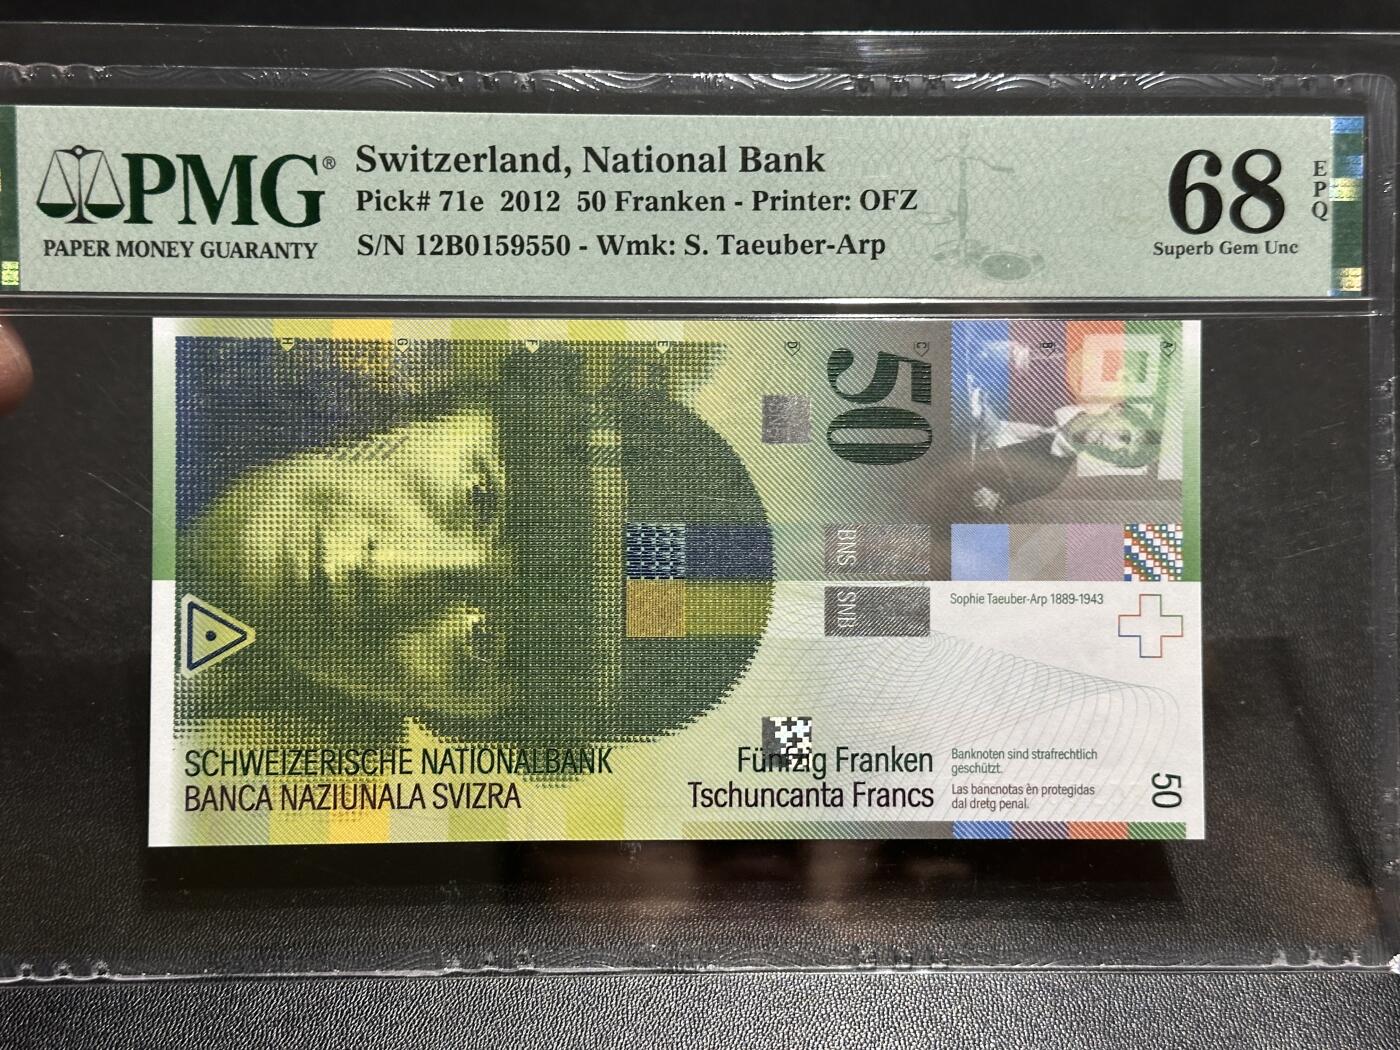 PMG®
PAPER MONEY GUARANTY
Switzerland, National Bank
Pick# 71e 2012 50 Franken - Printer: OFZ
S/N 12B0159550 - Wmk: S. Taeuber-Arp
68
EPQ
Superb Gem Unc
H G F E D C B A
50
BNS
SNB
Sophie Taeuber-Arp 1889-1943
SCHWEIZERISCHE NATIONALBANK
BANCA NAZIUNALA SVIZRA
Fünfzig Franken
Tschuncanta Francs
Banknoten sind strafrechtlich
geschützt.
Las bancnotas èn protegidas
dal dretg penal.
50